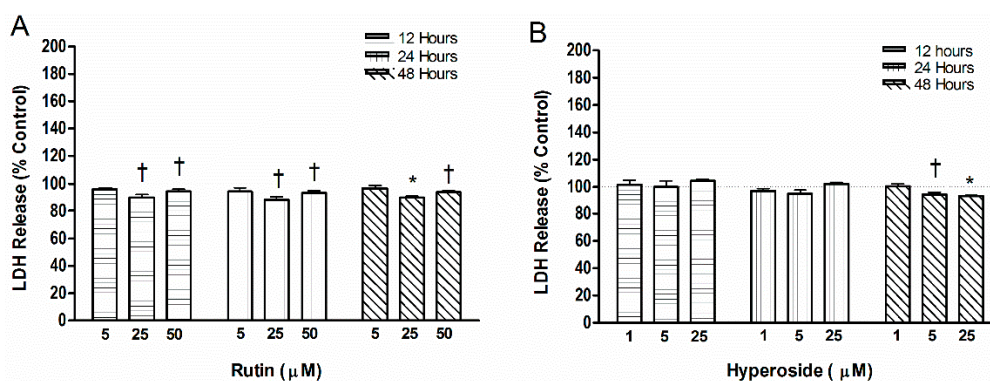 A
12 Hours
24 Hours
48 Hours
LDH Release (% Control)
200
180
160
140
120
100
80
60
40
20
0
† † † † * †
5 25 50 5 25 50 5 25 50
Rutin (μM)
B
12 hours
24 Hours
48 Hours
LDH Release (% Control)
200
180
160
140
120
100
80
60
40
20
0
† *
1 5 25 1 5 25 1 5 25
Hyperoside (μM)